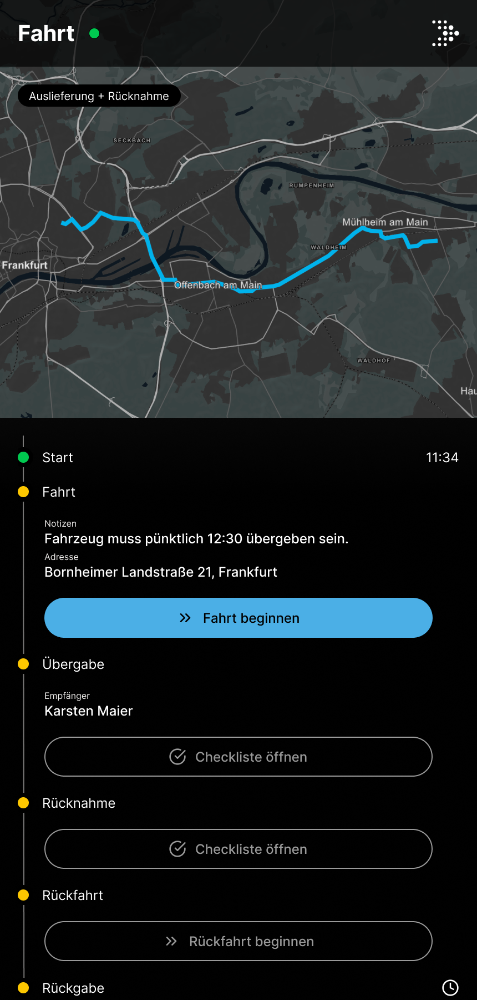 Fahrt
Auslieferung + Rücknahme
SECKBACH
RUMPENHEIM
Mühlheim am Main
WALDHEIM
Frankfurt
Offenbach am Main
WALDHOF
Hau
Start 11:34
Fahrt
Notizen
Fahrzeug muss pünktlich 12:30 übergeben sein.
Adresse
Bornheimer Landstraße 21, Frankfurt
Fahrt beginnen
Übergabe
Empfänger
Karsten Maier
Checkliste öffnen
Rücknahme
Checkliste öffnen
Rückfahrt
Rückfahrt beginnen
Rückgabe